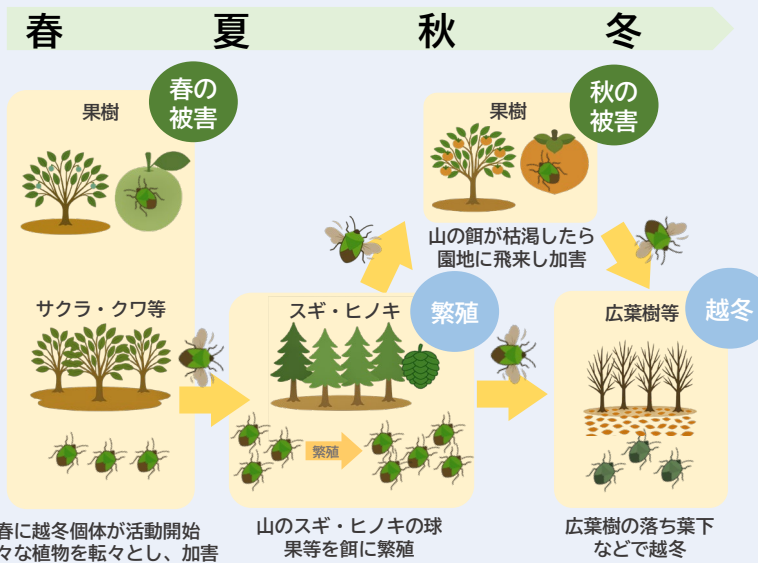 春 夏 秋 冬
春の
被害
果樹
サクラ・クワ等
春に越冬個体が活動開始
々な植物を転々とし、加害
スギ・ヒノキ
繁殖
繁殖
山のスギ・ヒノキの球
果等を餌に繁殖
秋の
被害
果樹
山の餌が枯渇したら
園地に飛来し加害
広葉樹等
越冬
広葉樹の落ち葉下
などで越冬